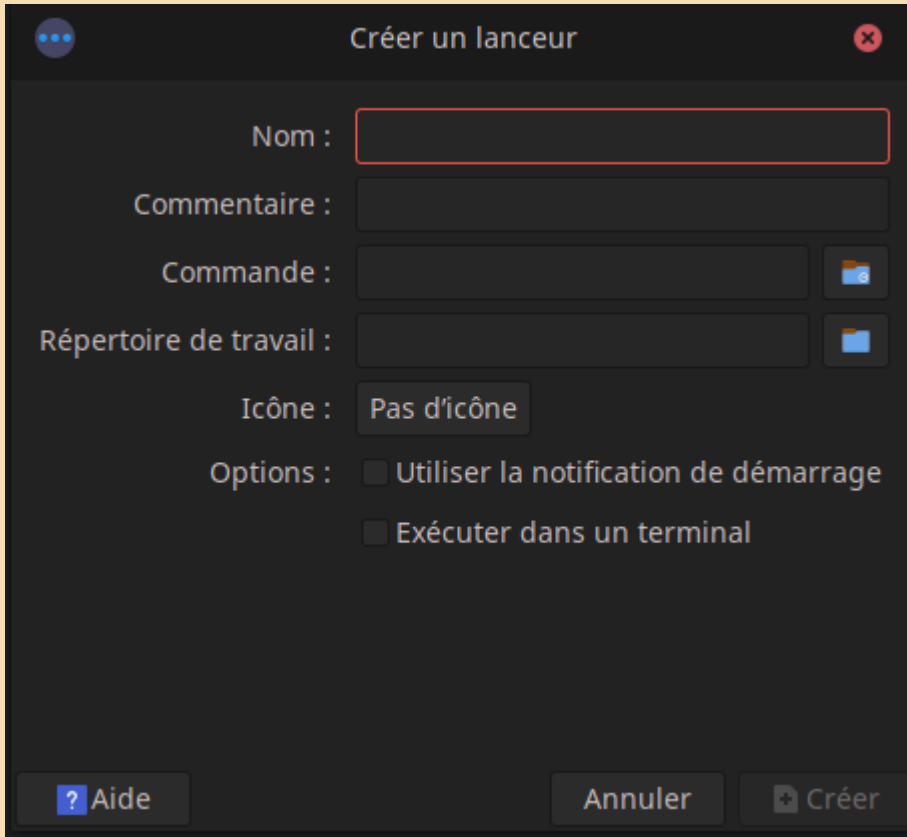 Créer un lanceur
Nom :
Commentaire :
Commande :
Répertoire de travail :
Icône : Pas d’icône
Options : Utiliser la notification de démarrage
Exécuter dans un terminal
? Aide Annuler Créer